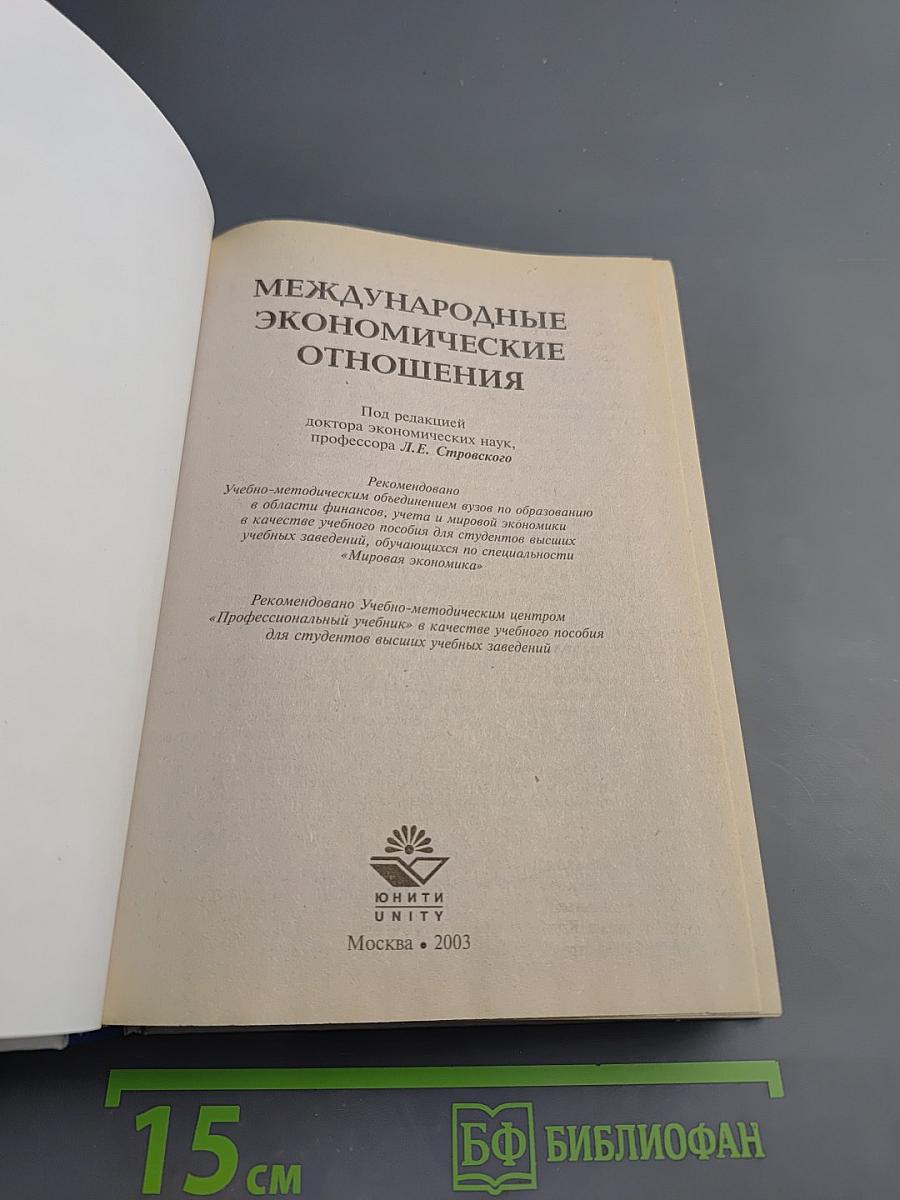 МЕЖДУНАРОДНЫЕ
ЭКОНОМИЧЕСКИЕ
ОТНОШЕНИЯ
Под редакцией
доктора экономических наук,
профессора Л.Е. Стровского
Рекомендовано
Учебно-методическим объединением вузов по образованию
в области финансов, учета и мировой экономики
в качестве учебного пособия для студентов высших
учебных заведений, обучающихся по специальности
«Мировая экономика»
Рекомендовано Учебно-методическим центром
«Профессиональный учебник» в качестве учебного пособия
для студентов высших учебных заведений
ЮНИТИ
UNITY
Москва • 2003
15 см
БФ БИБЛИОФАН